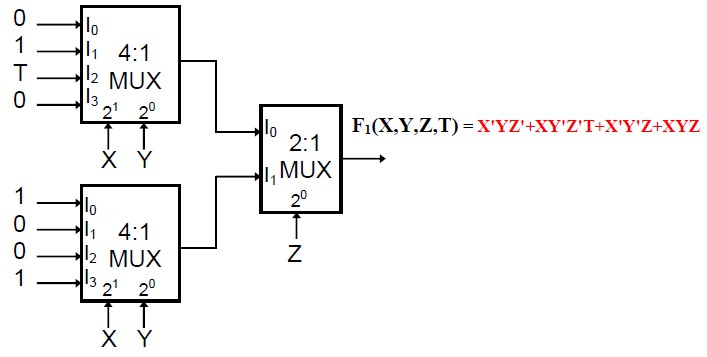 0
1
T
0
I0
I1
I2
I3
4:1
MUX
2¹ 2⁰
X Y
I0
I1
2:1
MUX
2⁰
Z
F₁(X,Y,Z,T) = X'YZ'+XY'Z'T+X'Y'Z+XYZ
1
0
0
1
I0
I1
I2
I3
4:1
MUX
2¹ 2⁰
X Y